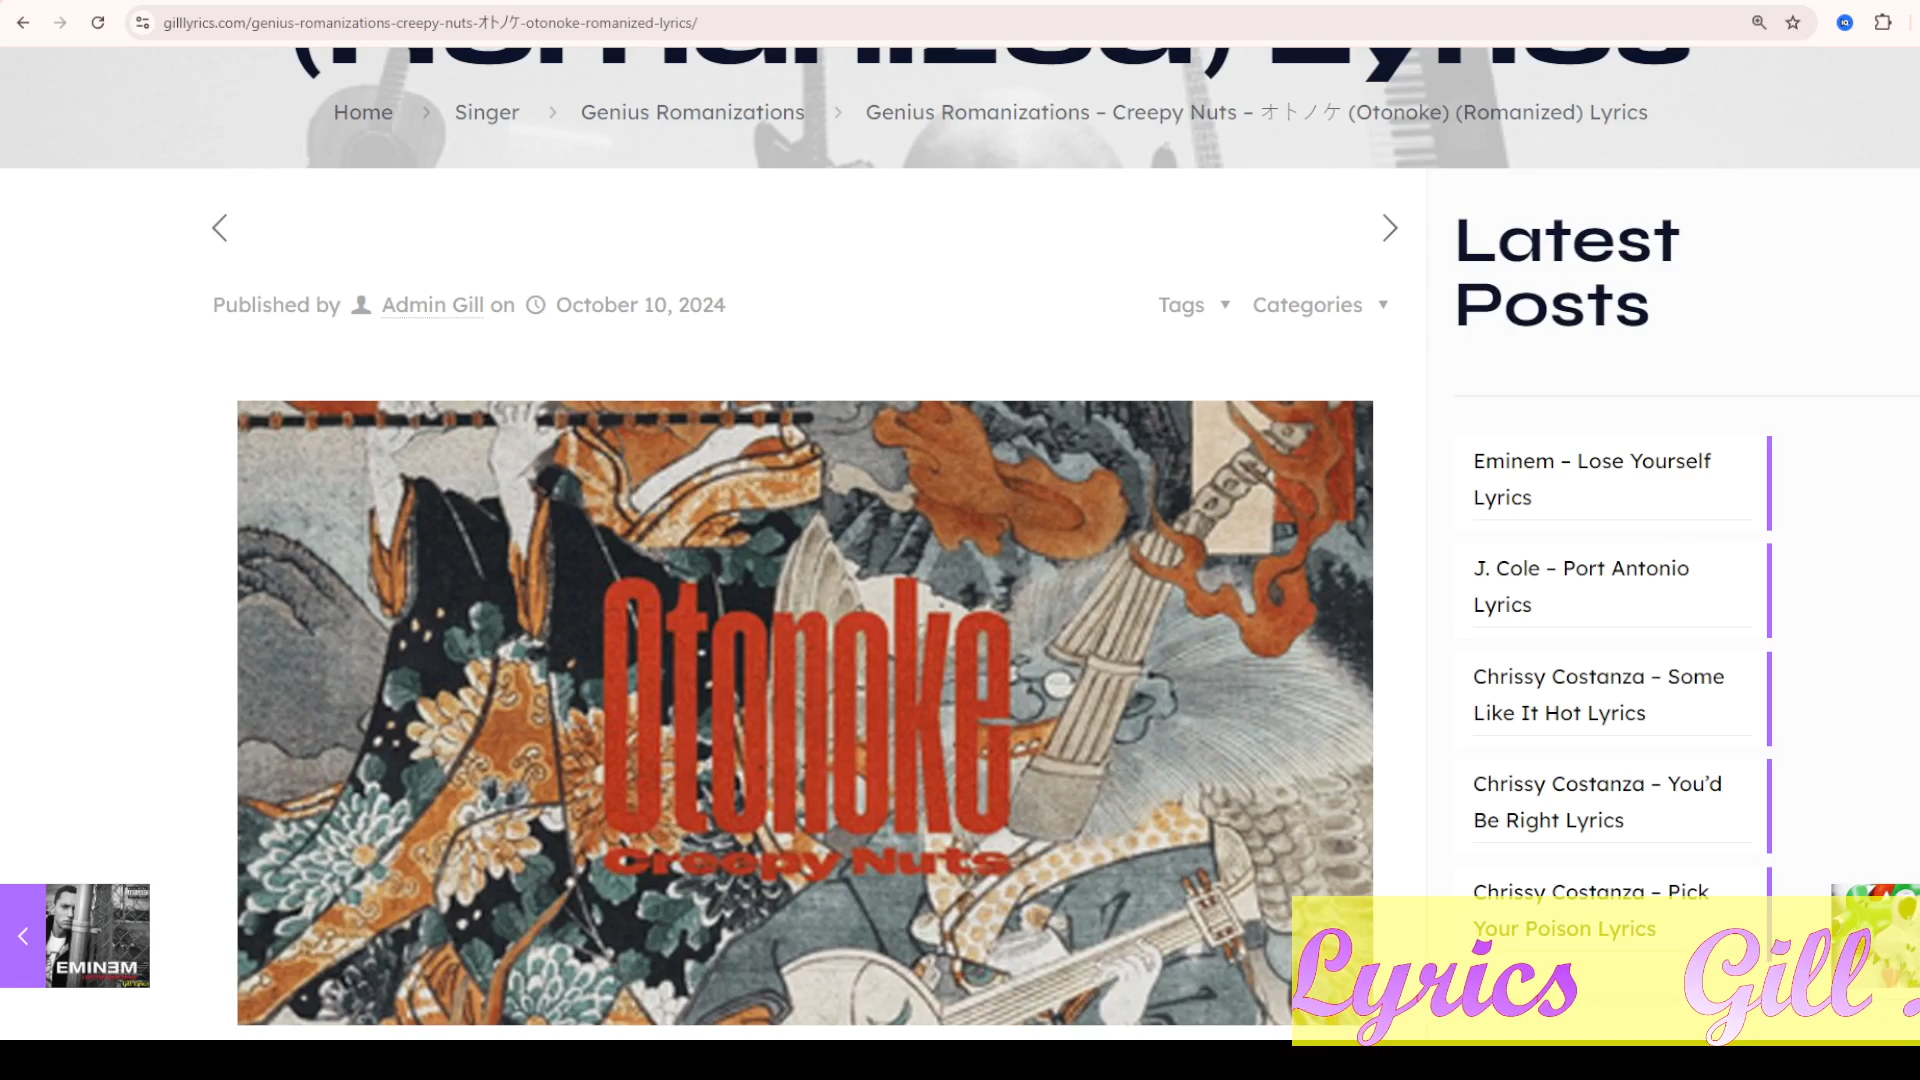 gilllyrics.com/genius-romanizations-creepy-nuts-オトノケ-otonoke-romanized-lyrics/
(Romanized) Lyrics
Home > Singer > Genius Romanizations > Genius Romanizations – Creepy Nuts – オトノケ (Otonoke) (Romanized) Lyrics
Published by Admin Gill on October 10, 2024
Tags ▼ Categories ▼
Otonoke
Creepy Nuts
Latest
Posts
Eminem – Lose Yourself
Lyrics
J. Cole – Port Antonio
Lyrics
Chrissy Costanza – Some
Like It Hot Lyrics
Chrissy Costanza – You’d
Be Right Lyrics
Chrissy Costanza – Pick
Your Poison Lyrics
EMINEM
Lyrics Gill .